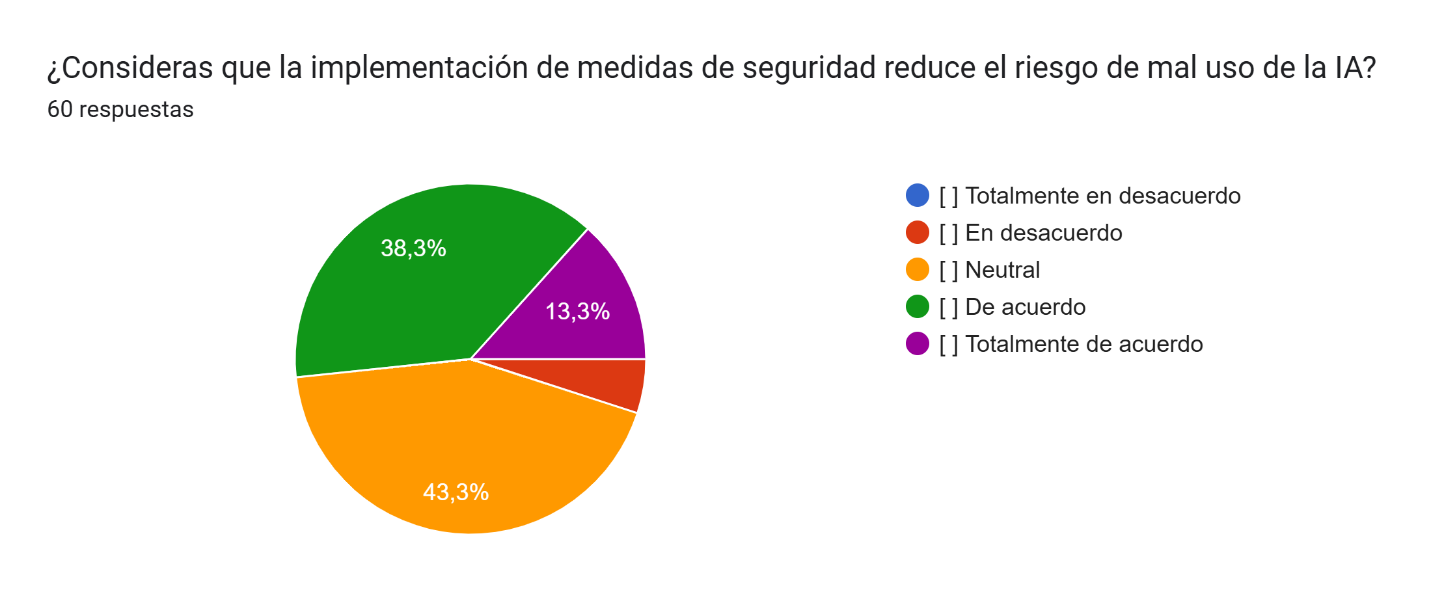 ¿Consideras que la implementación de medidas de seguridad reduce el riesgo de mal uso de la IA?
60 respuestas
38,3%
13,3%
43,3%
[ ] Totalmente en desacuerdo
[ ] En desacuerdo
[ ] Neutral
[ ] De acuerdo
[ ] Totalmente de acuerdo